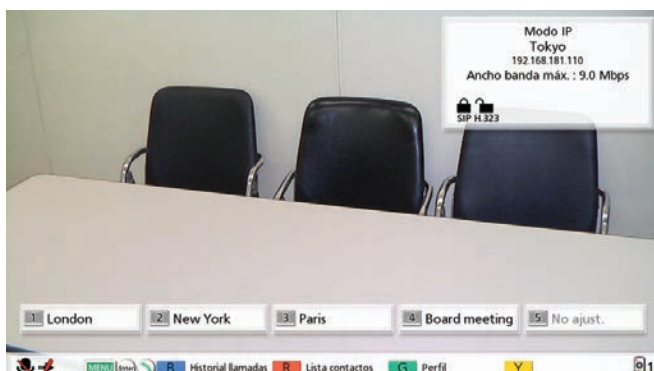 Modo IP
Tokyo
192.168.181.110
Ancho banda máx. : 9.0 Mbps
SIP H.323
1 London 2 New York 3 Paris 4 Board meeting 5 No ajust.
MENU Enter B Historial llamadas R Lista contactos G Perfil Y 1